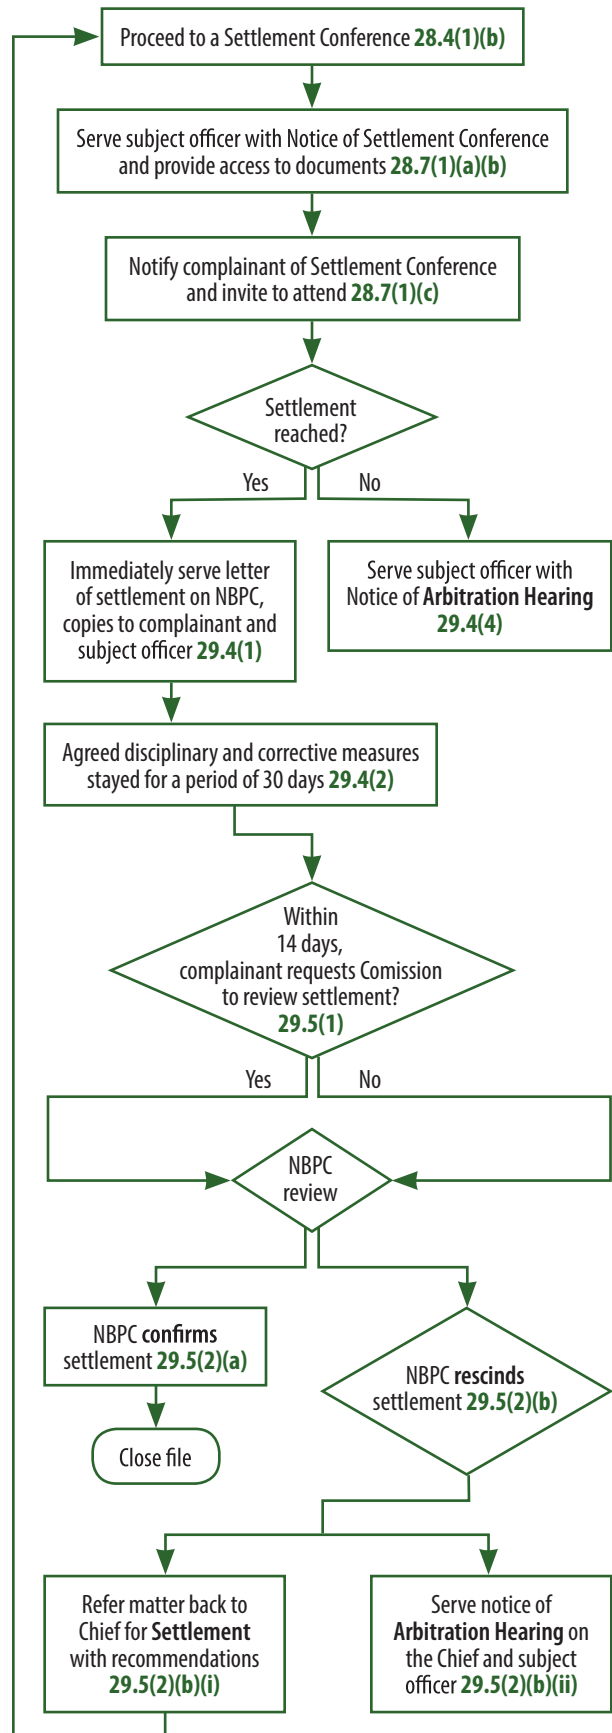 Proceed to a Settlement Conference 28.4(1)(b)
Serve subject officer with Notice of Settlement Conference
and provide access to documents 28.7(1)(a)(b)
Notify complainant of Settlement Conference
and invite to attend 28.7(1)(c)
Settlement
reached?
Yes
No
Immediately serve letter
of settlement on NBPC,
copies to complainant and
subject officer 29.4(1)
Serve subject officer with
Notice of Arbitration Hearing
29.4(4)
Agreed disciplinary and corrective measures
stayed for a period of 30 days 29.4(2)
Within
14 days,
complainant requests Comission
to review settlement?
29.5(1)
Yes
No
NBPC
review
NBPC confirms
settlement 29.5(2)(a)
NBPC rescinds
settlement 29.5(2)(b)
Close file
Refer matter back to
Chief for Settlement
with recommendations
29.5(2)(b)(i)
Serve notice of
Arbitration Hearing on
the Chief and subject
officer 29.5(2)(b)(ii)